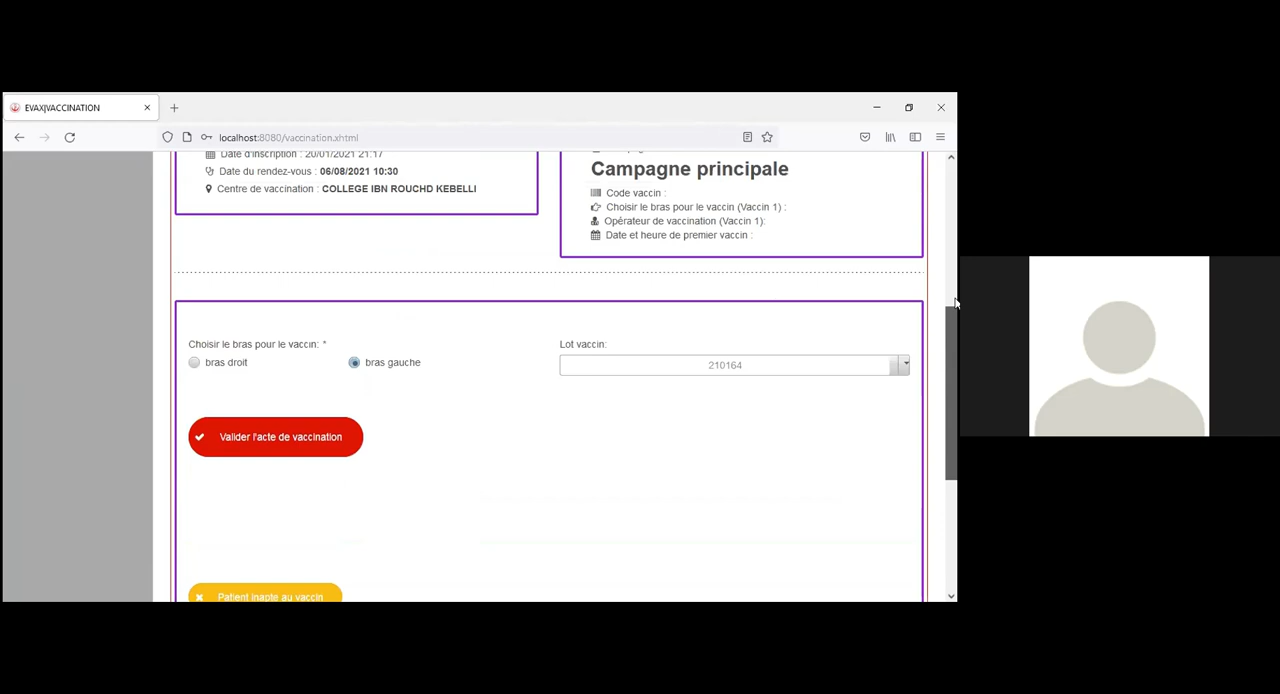 EVAX|VACCINATION
localhost:8080/vaccination.xhtml
Date d'inscription : 20/01/2021 21:17
Date du rendez-vous : 06/08/2021 10:30
Centre de vaccination : COLLEGE IBN ROUCHD KEBELLI
Campagne principale
Code vaccin :
Choisir le bras pour le vaccin (Vaccin 1) :
Opérateur de vaccination (Vaccin 1):
Date et heure de premier vaccin :
Choisir le bras pour le vaccin: *
bras droit
bras gauche
Lot vaccin:
210164
Valider l'acte de vaccination
Patient inapte au vaccin